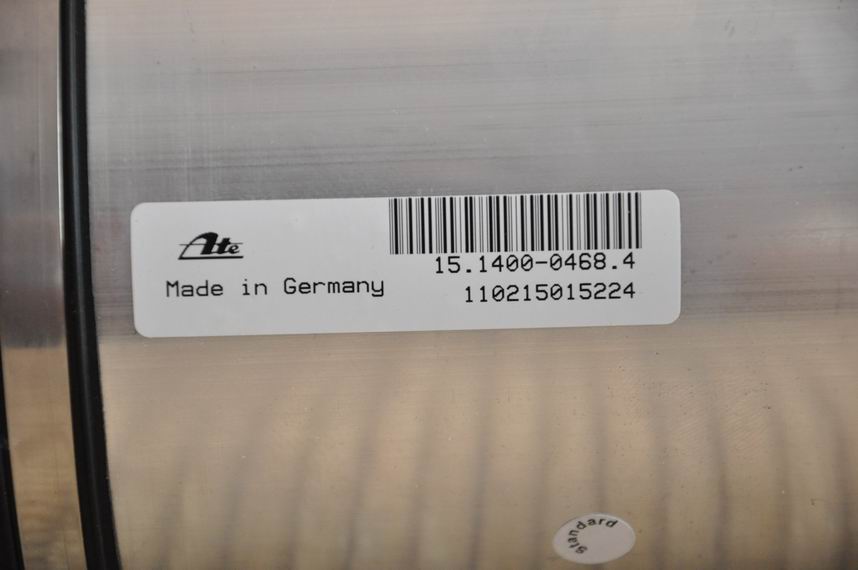 Ate
15.1400-0468.4
Made in Germany
110215015224
standard